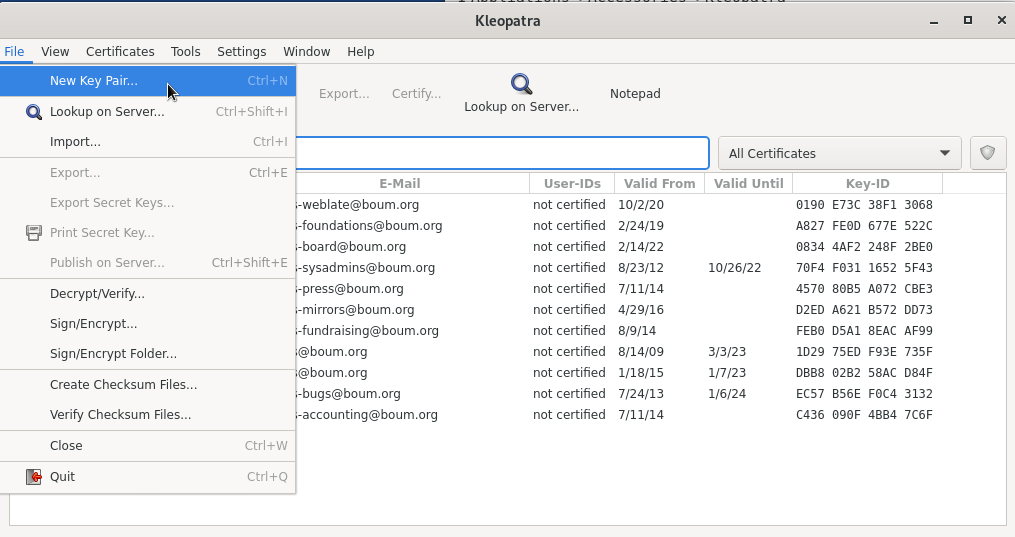 Kleopatra
File View Certificates Tools Settings Window Help
New Key Pair... Ctrl+N
Lookup on Server... Ctrl+Shift+I
Import... Ctrl+I
Export... Ctrl+E
Export Secret Keys...
Print Secret Key...
Publish on Server... Ctrl+Shift+E
Decrypt/Verify...
Sign/Encrypt...
Sign/Encrypt Folder...
Create Checksum Files...
Verify Checksum Files...
Close Ctrl+W
Quit Ctrl+Q
Export... Certify... Lookup on Server... Notepad
All Certificates
E-Mail User-IDs Valid From Valid Until Key-ID
s-weblate@boum.org not certified 10/2/20 0190 E73C 38F1 3068
s-foundations@boum.org not certified 2/24/19 A827 FE0D 677E 522C
s-board@boum.org not certified 2/14/22 0834 4AF2 248F 2BE0
s-sysadmins@boum.org not certified 8/23/12 10/26/22 70F4 F031 1652 5F43
s-press@boum.org not certified 7/11/14 4570 80B5 A072 CBE3
s-mirrors@boum.org not certified 4/29/16 D2ED A621 B572 DD73
s-fundraising@boum.org not certified 8/9/14 FEB0 D5A1 8EAC AF99
s@boum.org not certified 8/14/09 3/3/23 1D29 75ED F93E 735F
s@boum.org not certified 1/18/15 1/7/23 DBB8 02B2 58AC D84F
s-bugs@boum.org not certified 7/24/13 1/6/24 EC57 B56E F0C4 3132
s-accounting@boum.org not certified 7/11/14 C436 090F 4BB4 7C6F